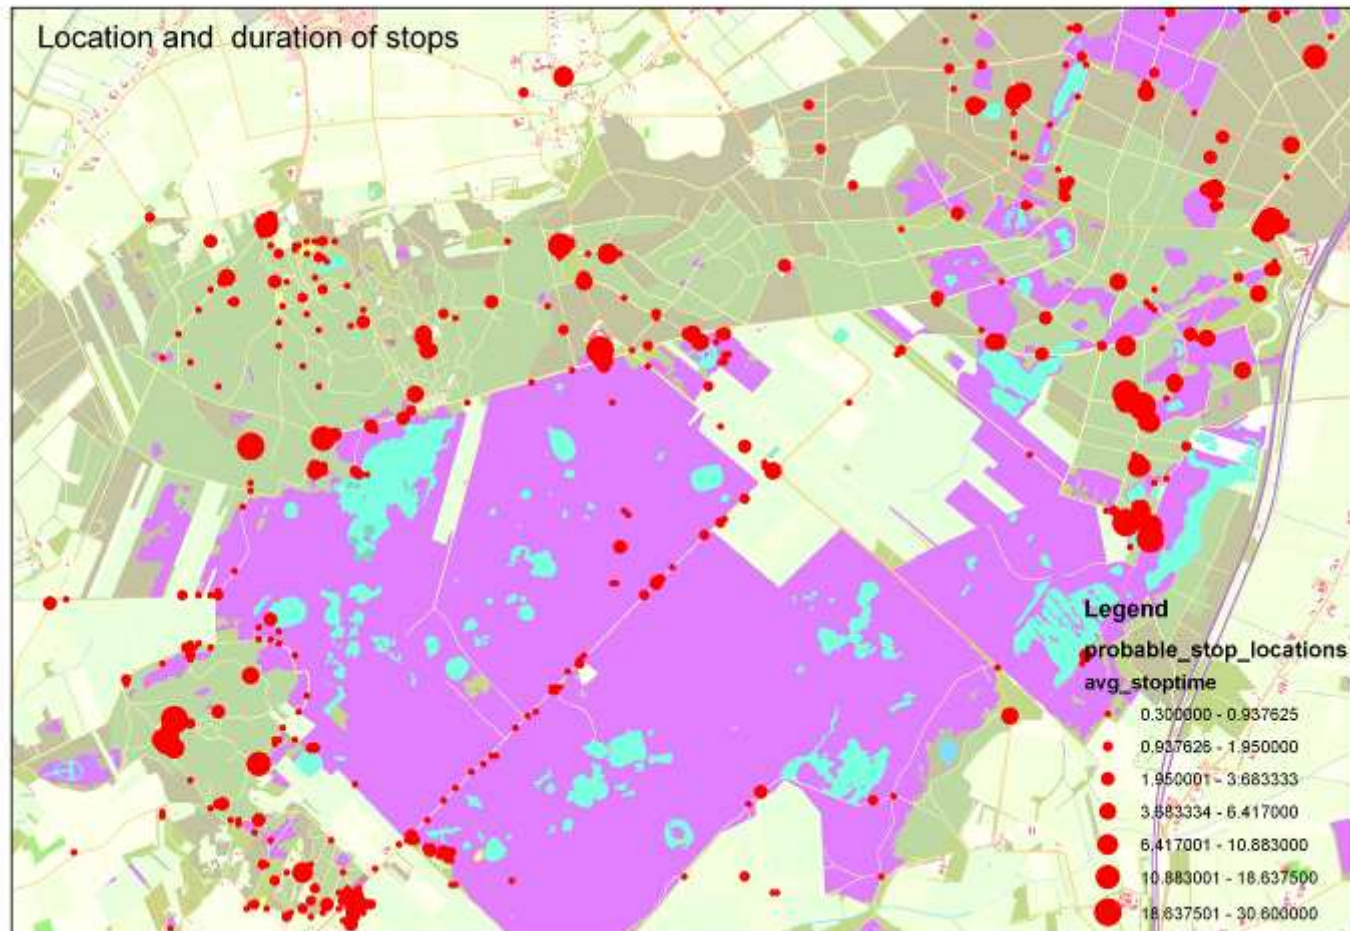 Location and duration of stops
Legend
probable_stop_locations
avg_stoptime
0.300000 - 0.937625
0.937626 - 1.950000
1.950001 - 3.683333
3.683334 - 6.417000
6.417001 - 10.883000
10.883001 - 18.637500
18.637501 - 30.600000